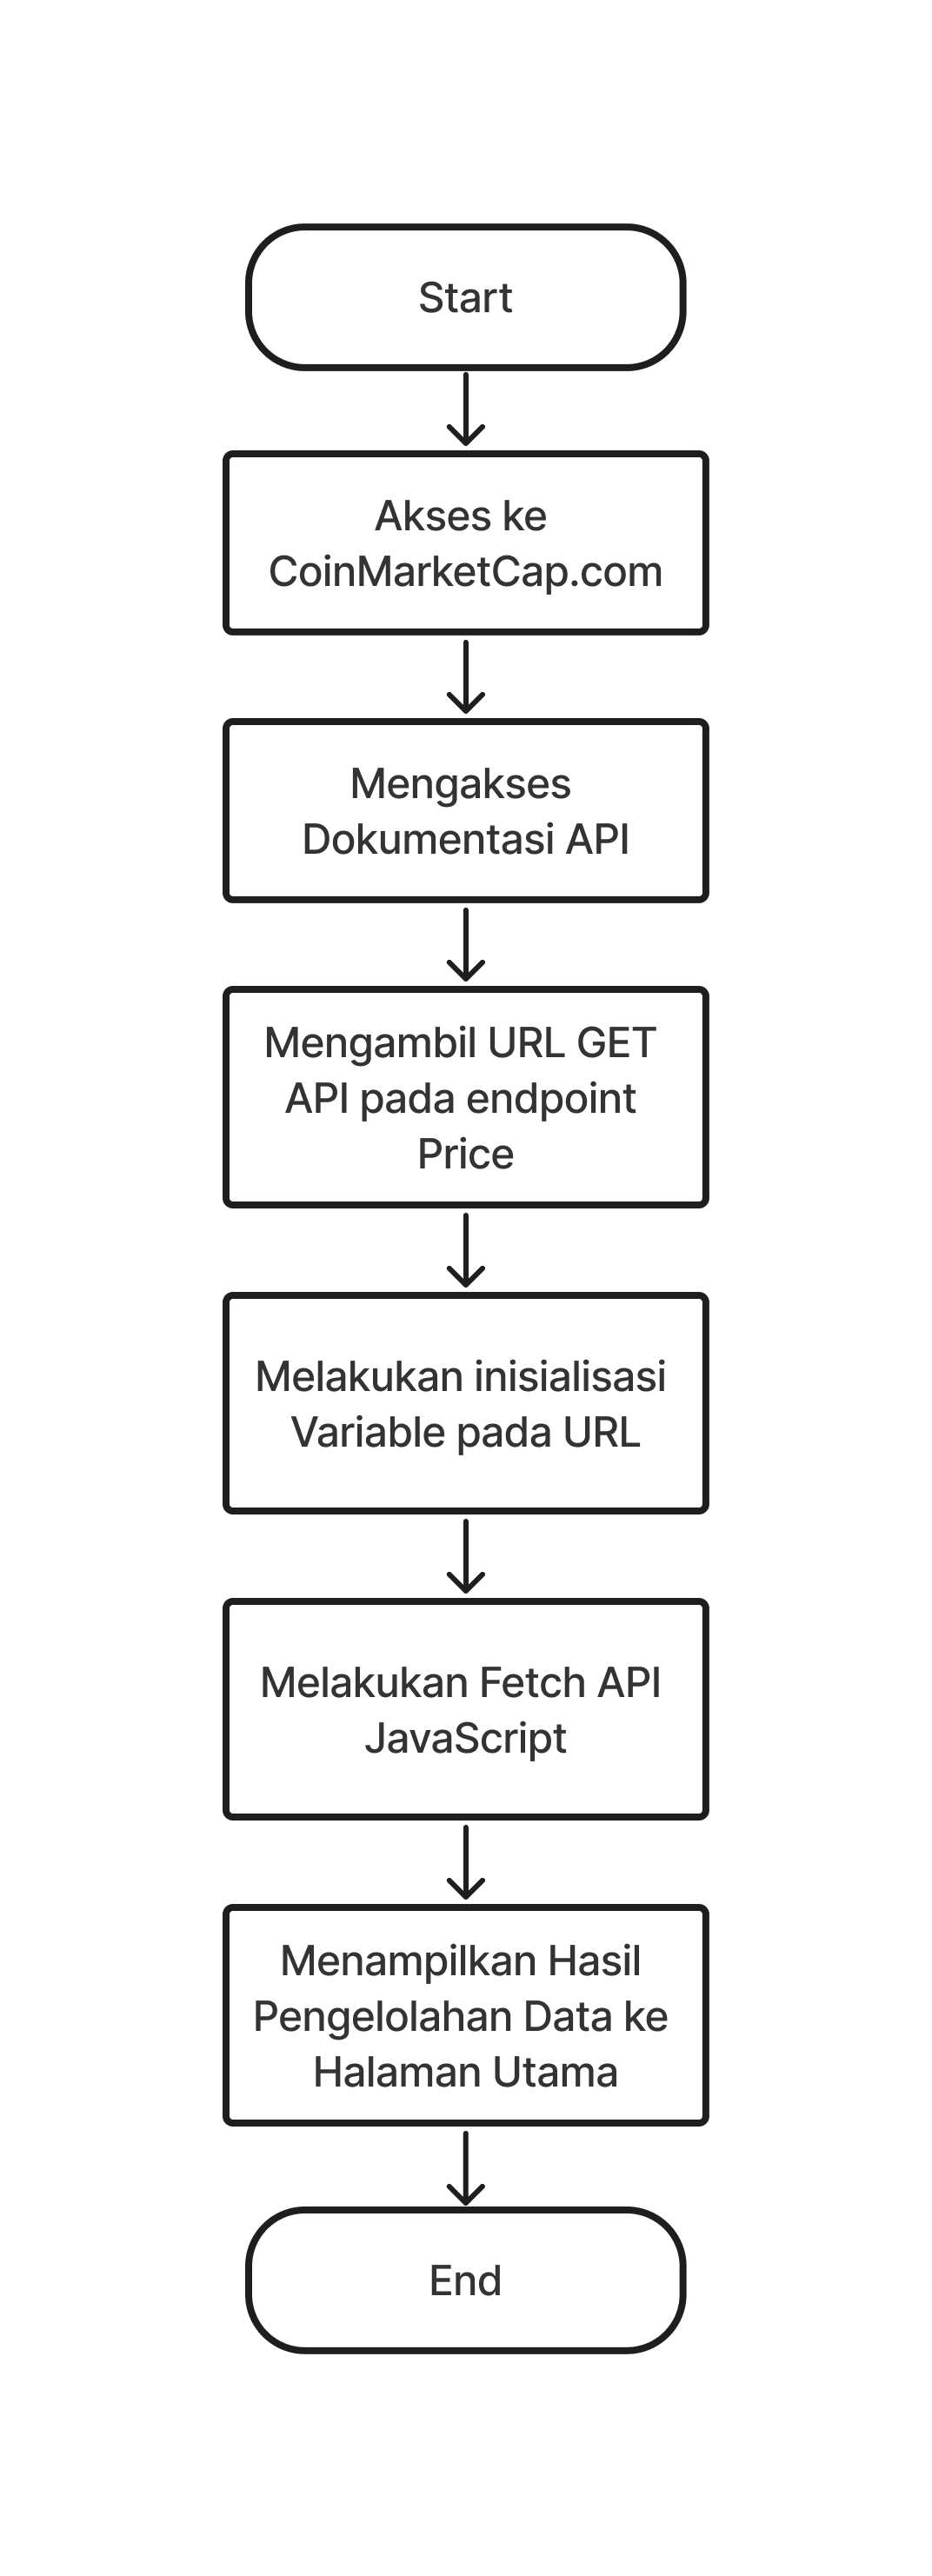 Start
Akses ke
CoinMarketCap.com
Mengakses
Dokumentasi API
Mengambil URL GET
API pada endpoint
Price
Melakukan inisialisasi
Variable pada URL
Melakukan Fetch API
JavaScript
Menampilkan Hasil
Pengelolahan Data ke
Halaman Utama
End